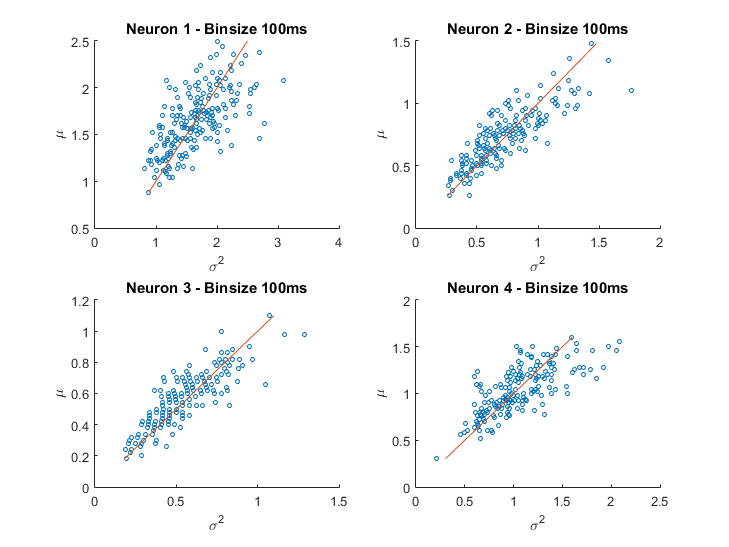 Neuron 1 - Binsize 100ms
2.5
2
1.5
1
0.5
μ
0 1 2 3 4
σ²
Neuron 2 - Binsize 100ms
1.5
1
0.5
0
μ
0 0.5 1 1.5 2
σ²
Neuron 3 - Binsize 100ms
1.2
1
0.8
0.6
0.4
0.2
0
μ
0 0.5 1 1.5
σ²
Neuron 4 - Binsize 100ms
2
1.5
1
0.5
0
μ
0 0.5 1 1.5 2 2.5
σ²